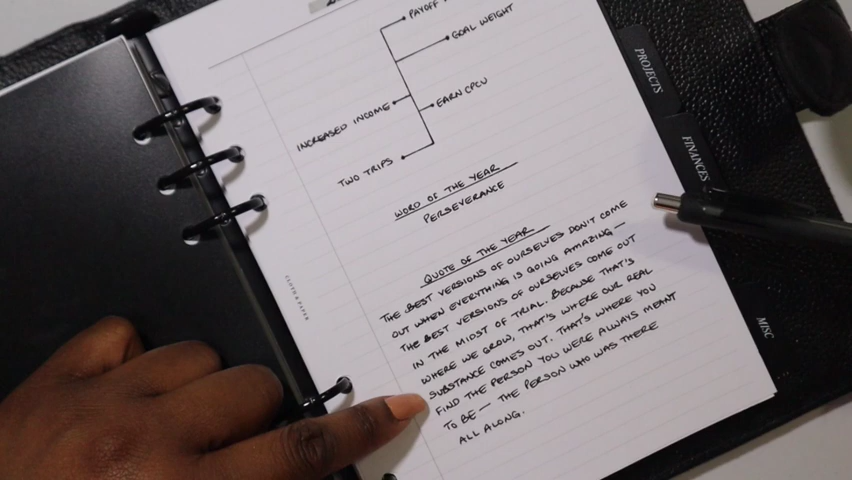 PAYOFF
GOAL WEIGHT
EARN CPCU
INCREASED INCOME
TWO TRIPS
WORD OF THE YEAR
PERSEVERANCE
QUOTE OF THE YEAR
THE BEST VERSIONS OF OURSELVES DON'T COME
OUT WHEN EVERYTHING IS GOING AMAZING—
THE BEST VERSIONS OF OURSELVES COME OUT
IN THE MIDST OF TRIAL. BECAUSE THAT'S
WHERE WE GROW, THAT'S WHERE OUR REAL
SUBSTANCE COMES OUT. THAT'S WHERE YOU
FIND THE PERSON YOU WERE ALWAYS MEANT
TO BE— THE PERSON WHO WAS THERE
ALL ALONG.
CLOTH & PAPER
PROJECTS
FINANCES
MISC